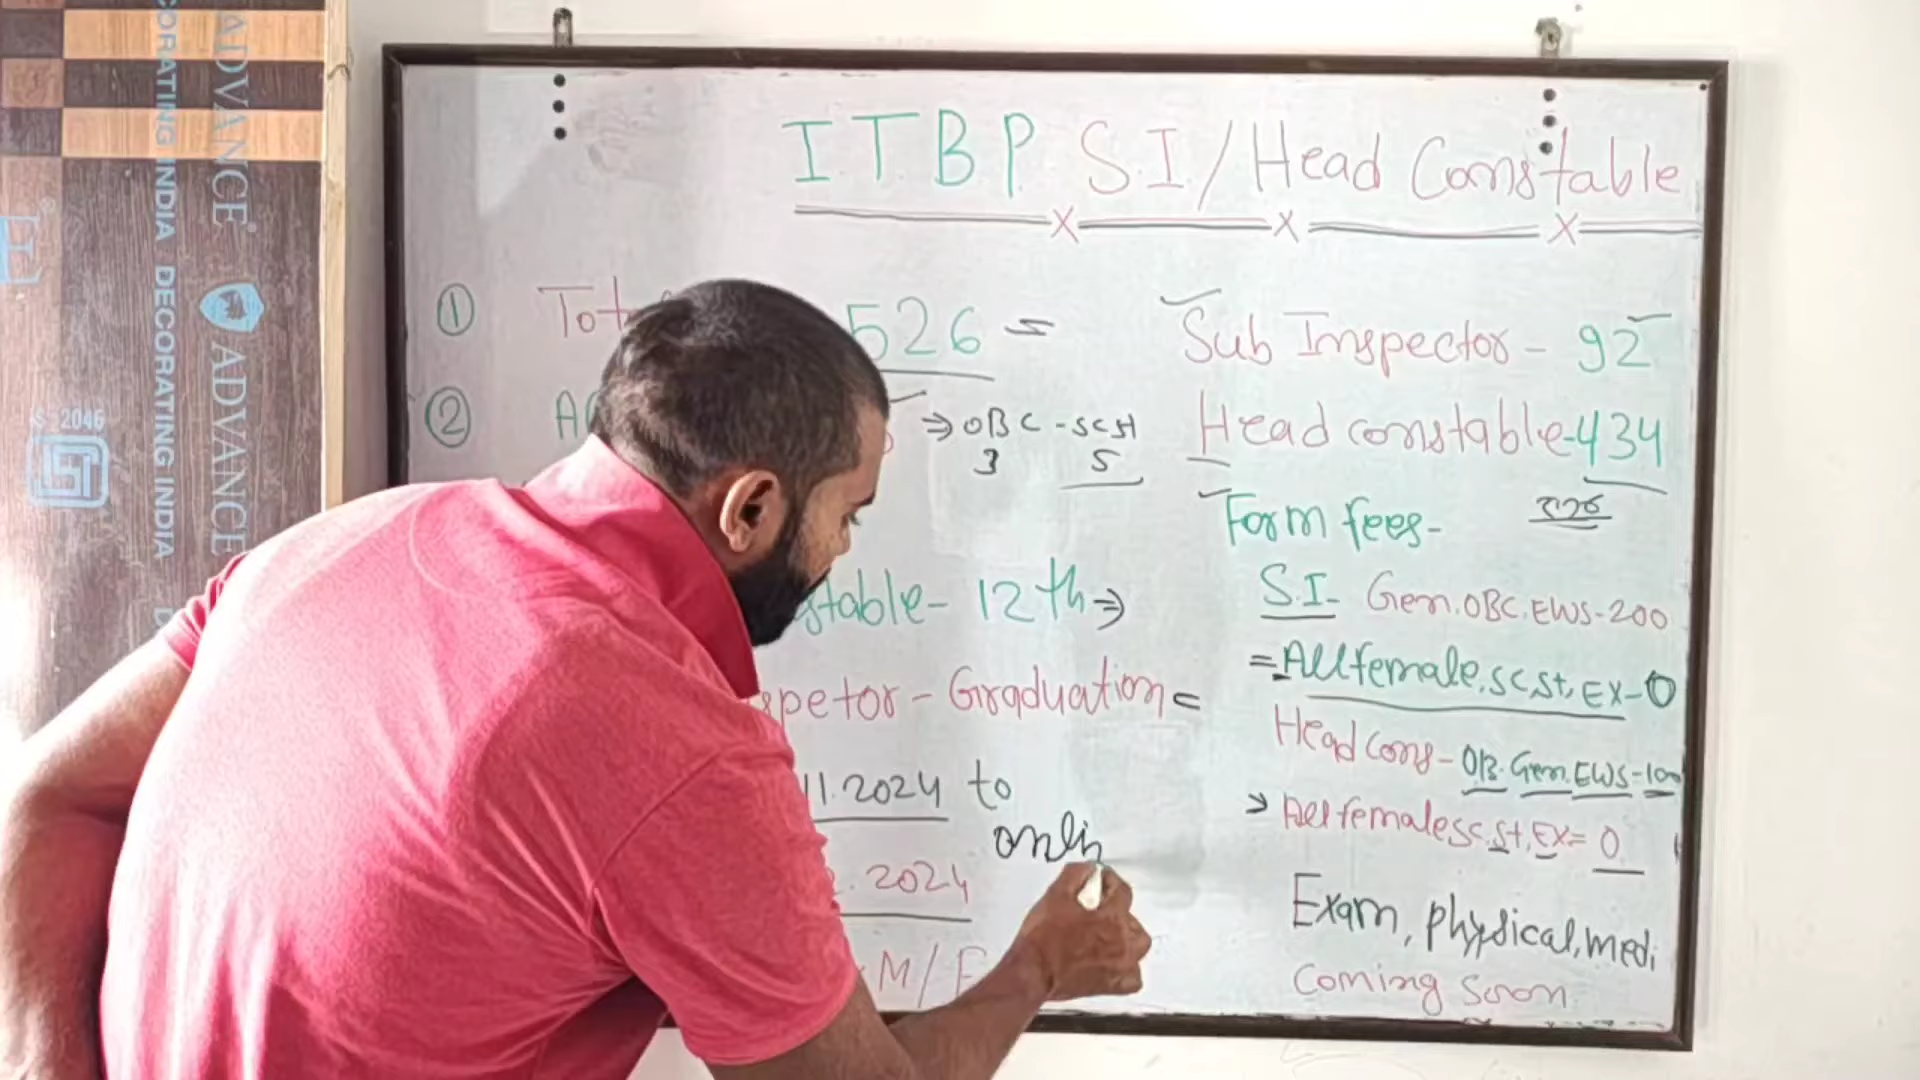 ITBP S.I/Head Constable
① 526 = Sub Inspector - 92
② ⇒ OBC - SC ST Head constable-434
3 5
Form fees-
stable- 12th ⇒ S.I- Gen.OBC.EWS-200
=All female.SC,St, EX-0
spetor - Graduation =
Head Cons- OB. Gen. EWS-100
11.2024 to
All female SC.St, EX= 0
onlin
2. 2024
Exam, physical, medi
M/F
Coming Soon
ADVANCE
ADVANCE
DECORATING INDIA
DECORATING INDIA
2046